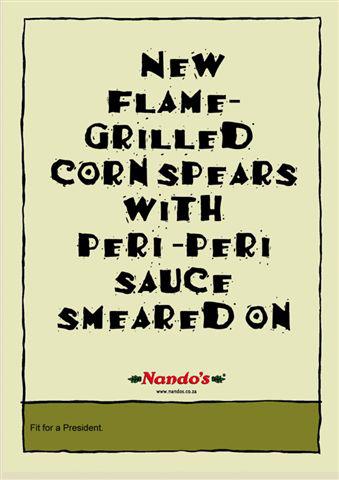 NEW
FLAME-
GRILLED
CORN SPEARS
WITH
PERI-PERI
SAUCE
SMEARED ON
Nando's
www.nandos.co.za
Fit for a President.